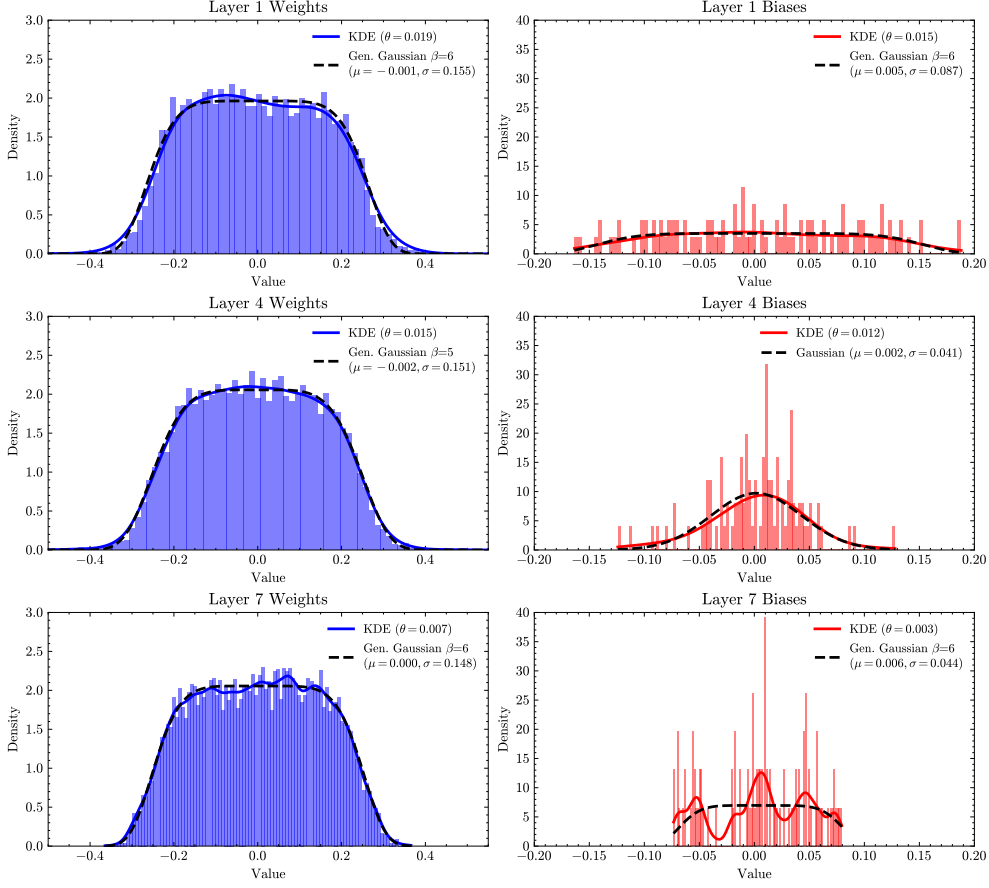 Layer 1 Weights
3.0
2.5
2.0
1.5
1.0
0.5
0.0
Density
KDE (θ = 0.019)
Gen. Gaussian β=6
(μ = −0.001, σ = 0.155)
−0.4 −0.2 0.0 0.2 0.4
Value
Layer 1 Biases
40
35
30
25
20
15
10
5
0
Density
KDE (θ = 0.015)
Gen. Gaussian β=6
(μ = 0.005, σ = 0.087)
−0.20 −0.15 −0.10 −0.05 0.00 0.05 0.10 0.15 0.20
Value
Layer 4 Weights
3.0
2.5
2.0
1.5
1.0
0.5
0.0
Density
KDE (θ = 0.015)
Gen. Gaussian β=5
(μ = −0.002, σ = 0.151)
−0.4 −0.2 0.0 0.2 0.4
Value
Layer 4 Biases
40
35
30
25
20
15
10
5
0
Density
KDE (θ = 0.012)
Gaussian (μ = 0.002, σ = 0.041)
−0.20 −0.15 −0.10 −0.05 0.00 0.05 0.10 0.15 0.20
Value
Layer 7 Weights
3.0
2.5
2.0
1.5
1.0
0.5
0.0
Density
KDE (θ = 0.007)
Gen. Gaussian β=6
(μ = 0.000, σ = 0.148)
−0.4 −0.2 0.0 0.2 0.4
Value
Layer 7 Biases
40
35
30
25
20
15
10
5
0
Density
KDE (θ = 0.003)
Gen. Gaussian β=6
(μ = 0.006, σ = 0.044)
−0.20 −0.15 −0.10 −0.05 0.00 0.05 0.10 0.15 0.20
Value